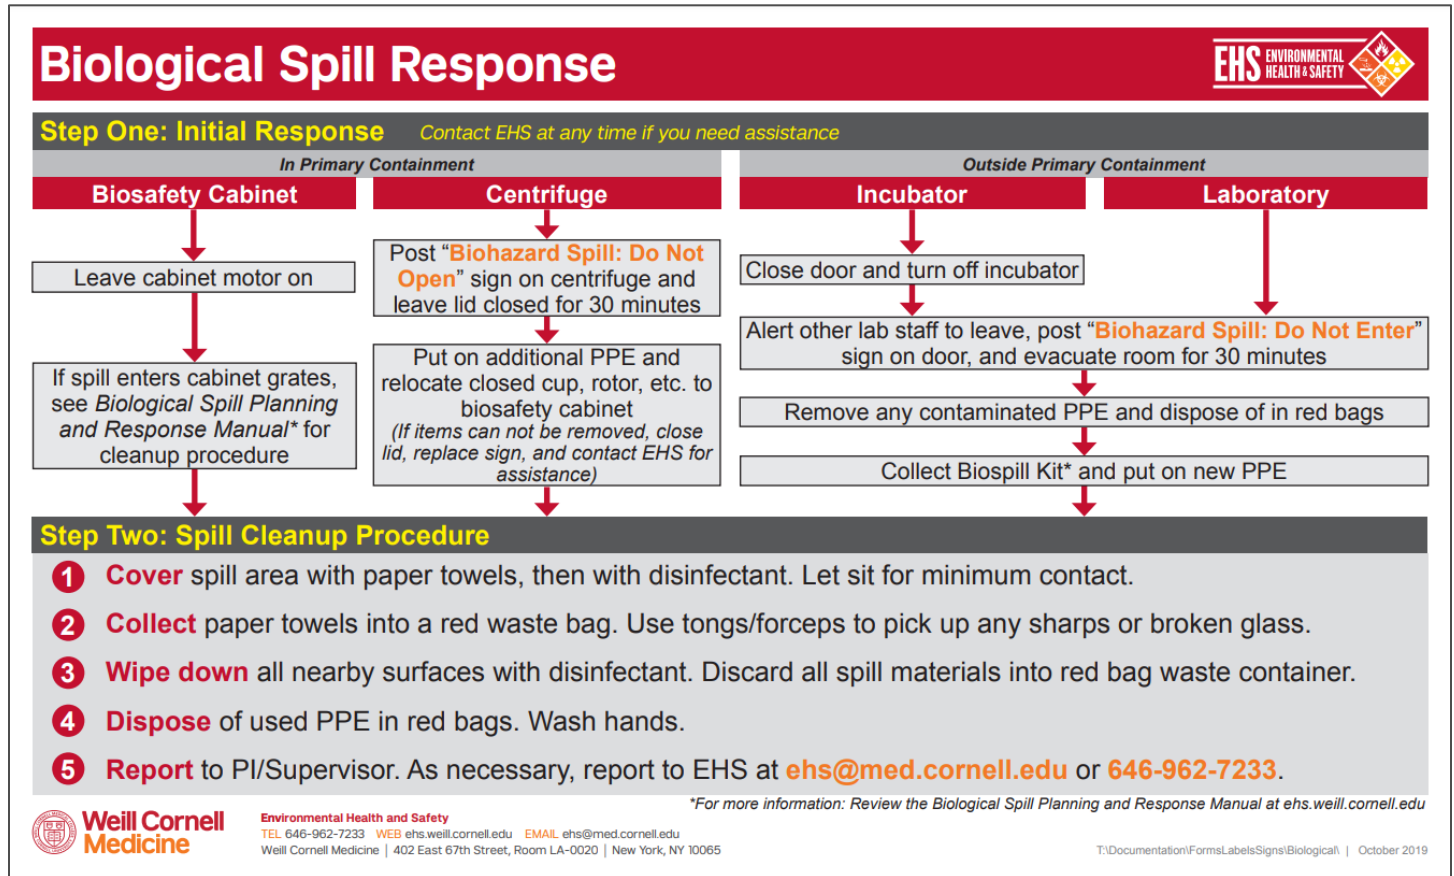 Biological Spill Response
EHS ENVIRONMENTAL
HEALTH & SAFETY
Step One: Initial Response Contact EHS at any time if you need assistance
In Primary Containment
Outside Primary Containment
Biosafety Cabinet
Centrifuge
Incubator
Laboratory
Leave cabinet motor on
If spill enters cabinet grates,
see Biological Spill Planning
and Response Manual* for
cleanup procedure
Post “Biohazard Spill: Do Not
Open” sign on centrifuge and
leave lid closed for 30 minutes
Put on additional PPE and
relocate closed cup, rotor, etc. to
biosafety cabinet
(If items can not be removed, close
lid, replace sign, and contact EHS for
assistance)
Close door and turn off incubator
Alert other lab staff to leave, post “Biohazard Spill: Do Not Enter”
sign on door, and evacuate room for 30 minutes
Remove any contaminated PPE and dispose of in red bags
Collect Biospill Kit* and put on new PPE
Step Two: Spill Cleanup Procedure
1 Cover spill area with paper towels, then with disinfectant. Let sit for minimum contact.
2 Collect paper towels into a red waste bag. Use tongs/forceps to pick up any sharps or broken glass.
3 Wipe down all nearby surfaces with disinfectant. Discard all spill materials into red bag waste container.
4 Dispose of used PPE in red bags. Wash hands.
5 Report to PI/Supervisor. As necessary, report to EHS at ehs@med.cornell.edu or 646-962-7233.
*For more information: Review the Biological Spill Planning and Response Manual at ehs.weill.cornell.edu
Weill Cornell
Medicine
Environmental Health and Safety
TEL 646-962-7233 WEB ehs.weill.cornell.edu EMAIL ehs@med.cornell.edu
Weill Cornell Medicine | 402 East 67th Street, Room LA-0020 | New York, NY 10065
T:\Documentation\FormsLabelsSigns\Biological\ | October 2019